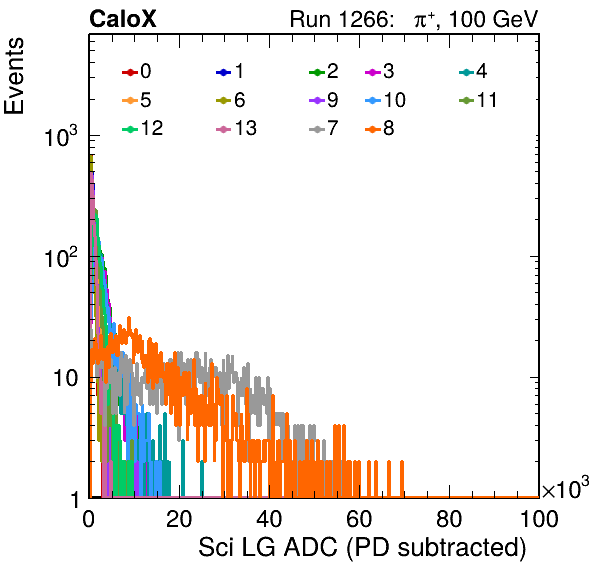 CaloX Run 1266: π⁺, 100 GeV
Events
0 1 2 3 4
5 6 9 10 11
12 13 7 8
10³
10²
10
1
0 20 40 60 80 100
×10³
Sci LG ADC (PD subtracted)